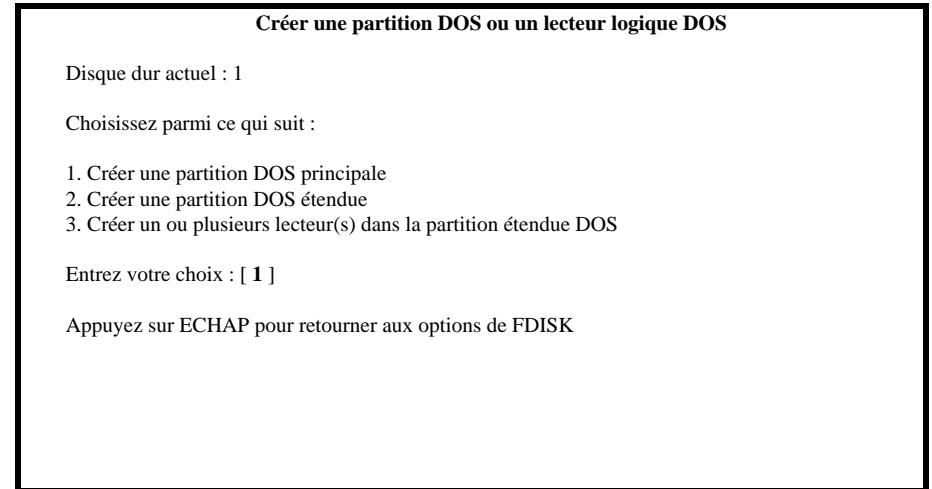 Créer une partition DOS ou un lecteur logique DOS
Disque dur actuel : 1
Choisissez parmi ce qui suit :
1. Créer une partition DOS principale
2. Créer une partition DOS étendue
3. Créer un ou plusieurs lecteur(s) dans la partition étendue DOS
Entrez votre choix : [ 1 ]
Appuyez sur ECHAP pour retourner aux options de FDISK